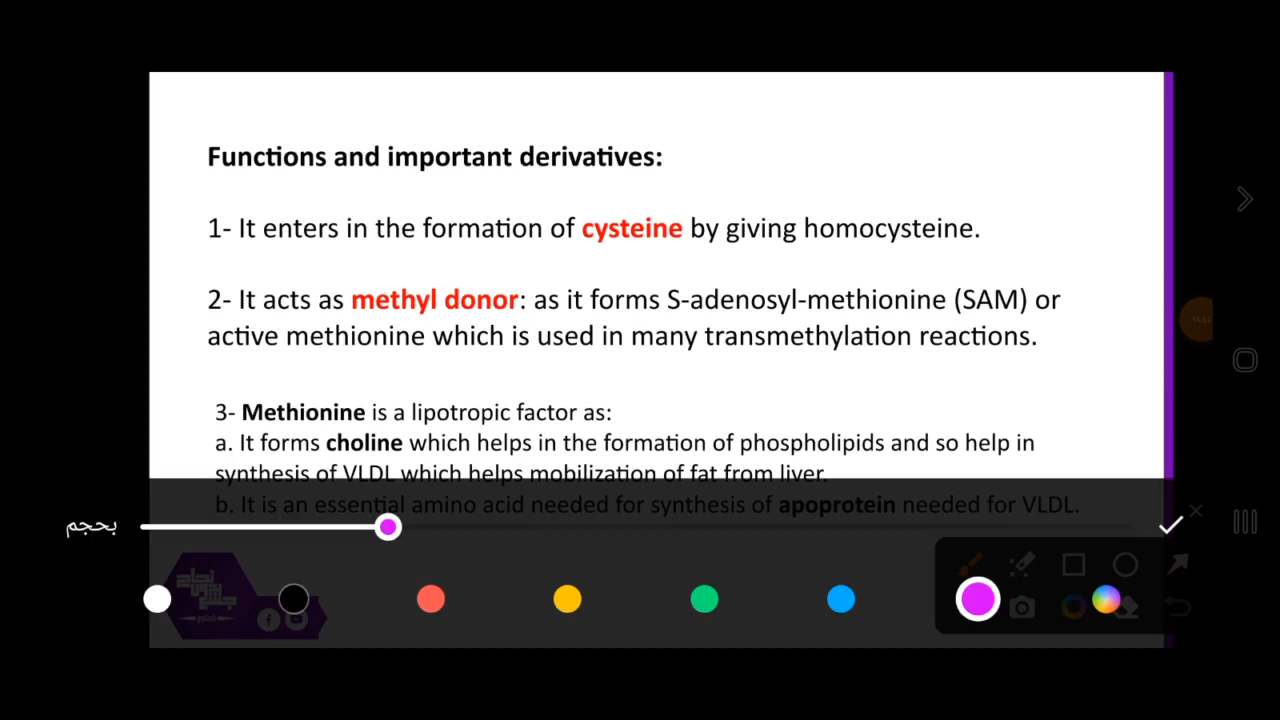 Functions and important derivatives:
1- It enters in the formation of cysteine by giving homocysteine.
2- It acts as methyl donor: as it forms S-adenosyl-methionine (SAM) or
active methionine which is used in many transmethylation reactions.
3- Methionine is a lipotropic factor as:
a. It forms choline which helps in the formation of phospholipids and so help in
synthesis of VLDL which helps mobilization of fat from liver.
b. It is an essential amino acid needed for synthesis of apoprotein needed for VLDL.
بحجم